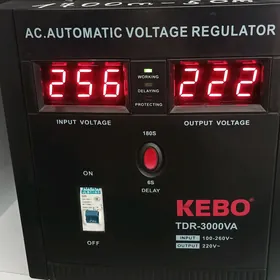 AC.AUTOMATIC VOLTAGE REGULATOR
256
WORKING
DELAYING
PROTECTING
222
INPUT VOLTAGE
OUTPUT VOLTAGE
180S
6S
DELAY
ON
OFF
KEBO
TDR-3000VA
INPUT 100-260V~
OUTPUT 220V~